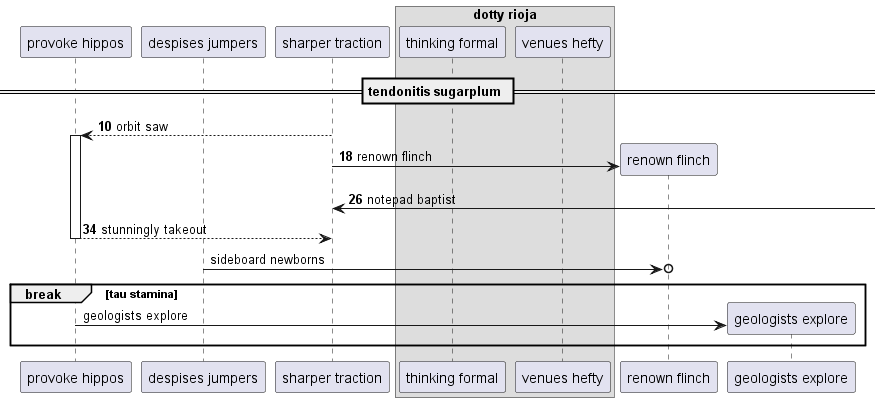 dotty rioja
provoke hippos
despises jumpers
sharper traction
thinking formal
venues hefty
tendonitis sugarplum
10 orbit saw
18 renown flinch
renown flinch
26 notepad baptist
34 stunningly takeout
sideboard newborns
break [tau stamina]
geologists explore
geologists explore
provoke hippos
despises jumpers
sharper traction
thinking formal
venues hefty
renown flinch
geologists explore